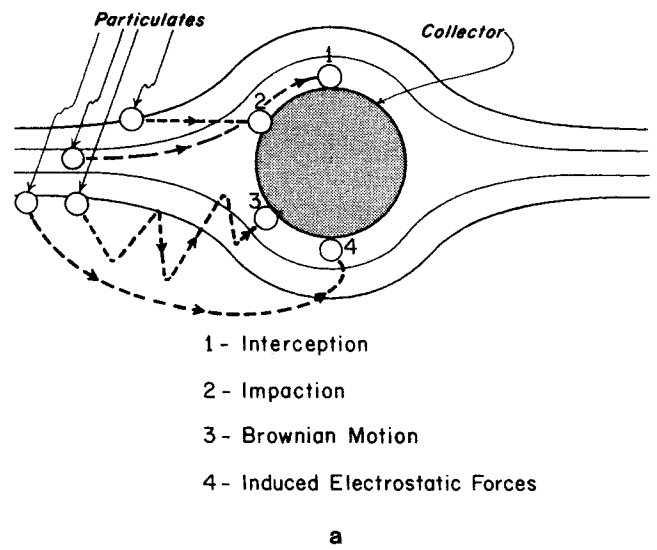 Particulates
Collector
1
2
3
4
1 - Interception
2 - Impaction
3 - Brownian Motion
4 - Induced Electrostatic Forces
a